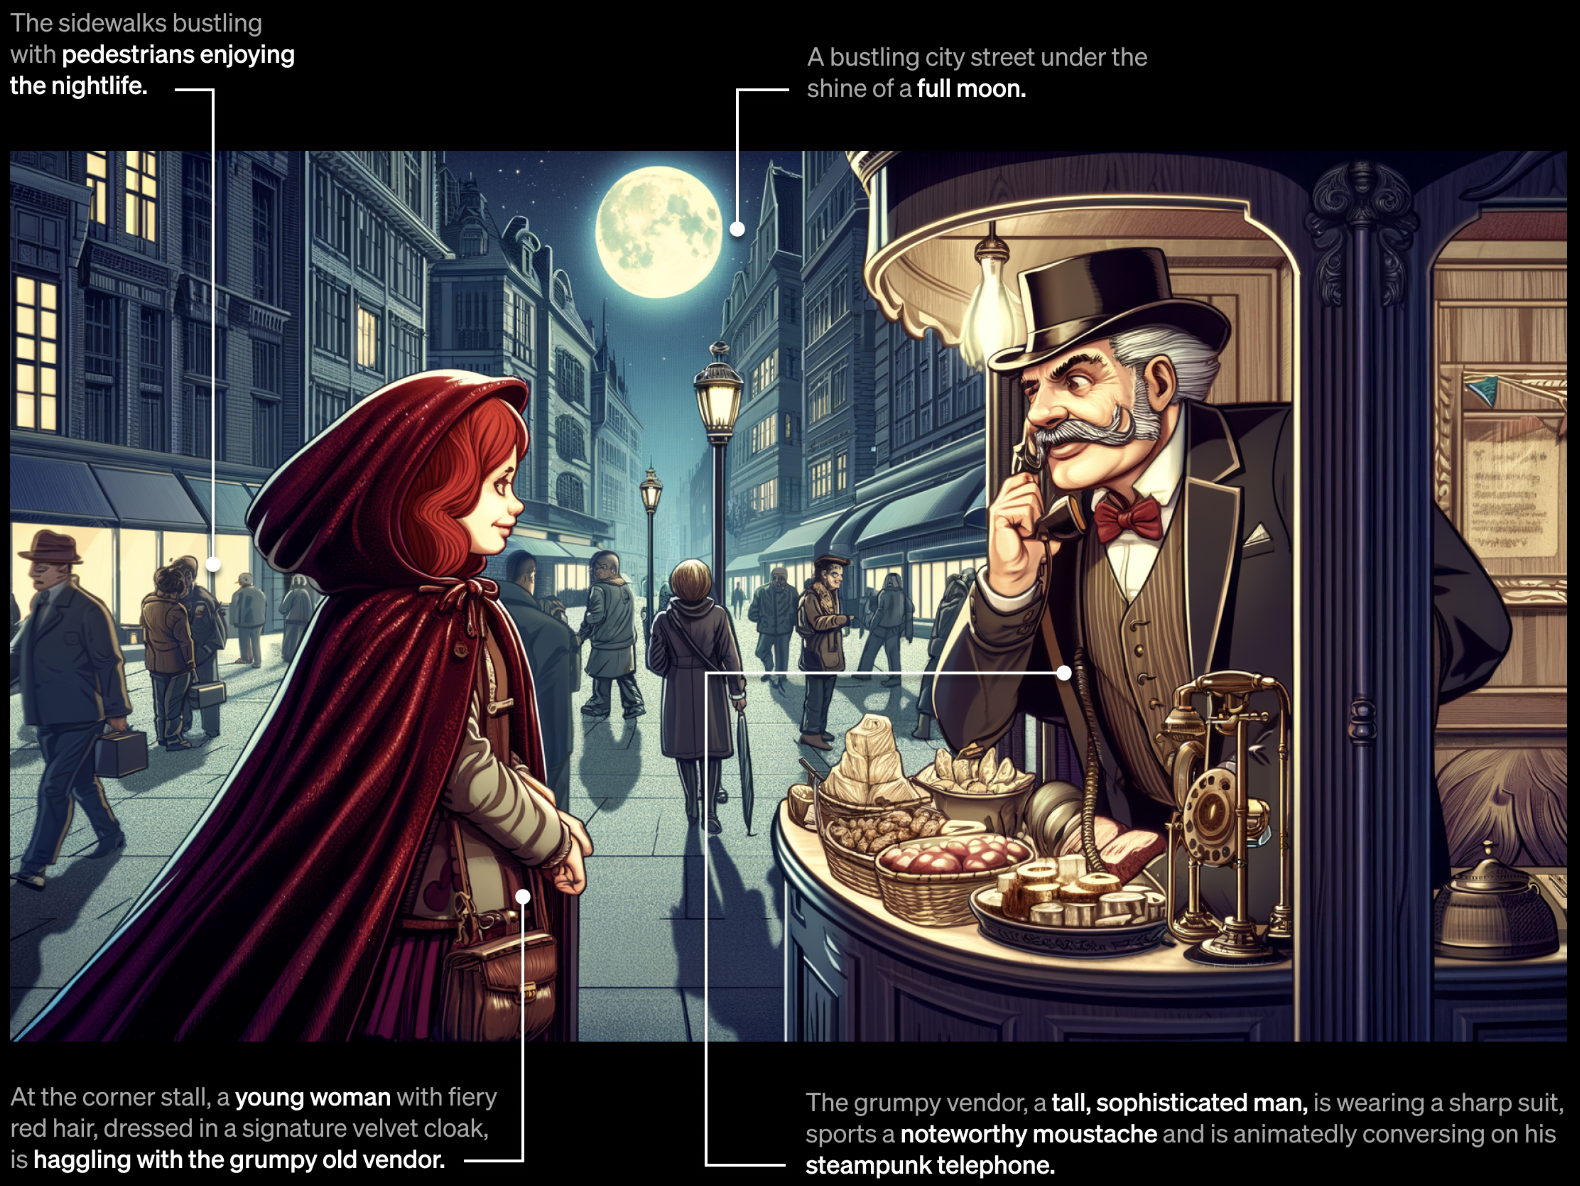 The sidewalks bustling
with pedestrians enjoying
the nightlife.
A bustling city street under the
shine of a full moon.
At the corner stall, a young woman with fiery
red hair, dressed in a signature velvet cloak,
is haggling with the grumpy old vendor.
The grumpy vendor, a tall, sophisticated man, is wearing a sharp suit,
sports a noteworthy moustache and is animatedly conversing on his
steampunk telephone.